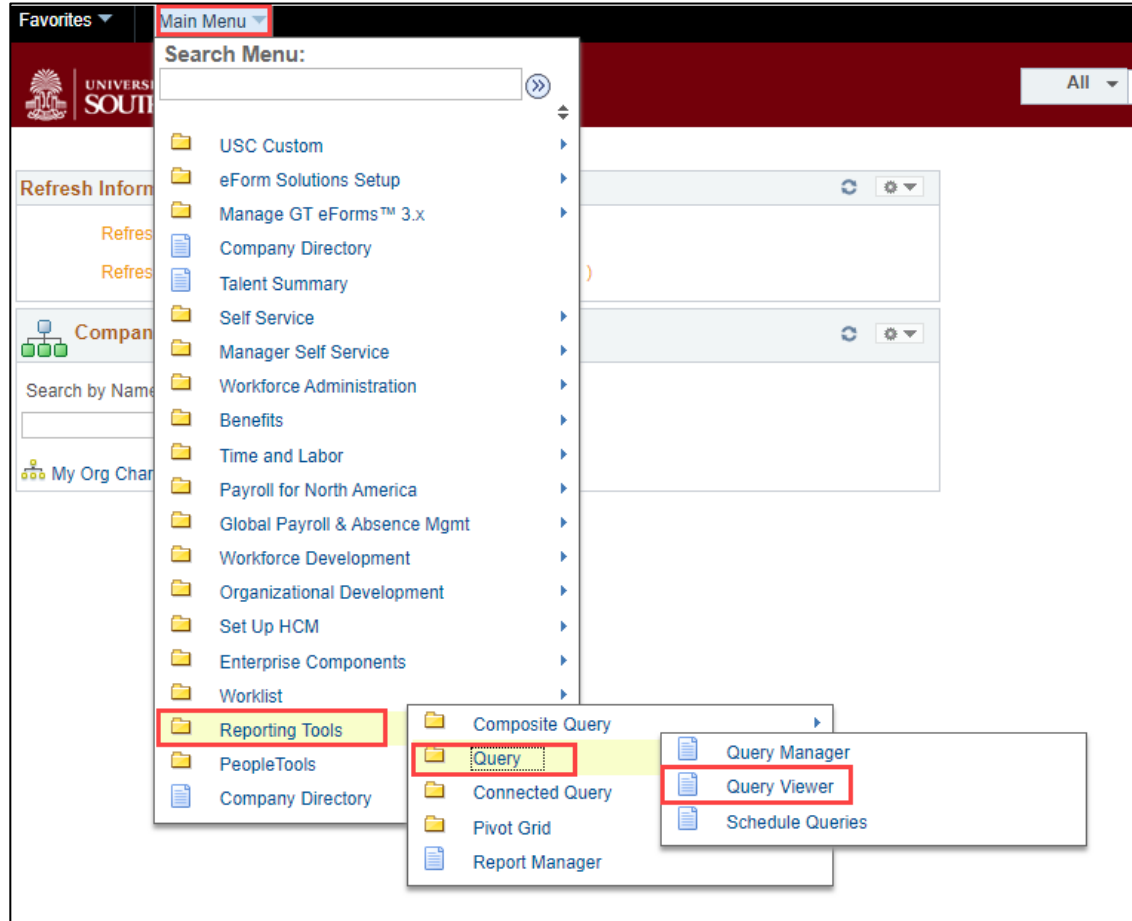 Favorites Main Menu
Search Menu:
All
USC Custom
eForm Solutions Setup
Manage GT eForms™ 3.x
Company Directory
Talent Summary
Self Service
Manager Self Service
Workforce Administration
Benefits
Time and Labor
Payroll for North America
Global Payroll & Absence Mgmt
Workforce Development
Organizational Development
Set Up HCM
Enterprise Components
Worklist
Reporting Tools
PeopleTools
Company Directory
Composite Query
Query
Connected Query
Pivot Grid
Report Manager
Query Manager
Query Viewer
Schedule Queries
UNIVERSI
SOUTH
Refresh Inform
Refres
Refres )
Compan
Search by Name
My Org Char